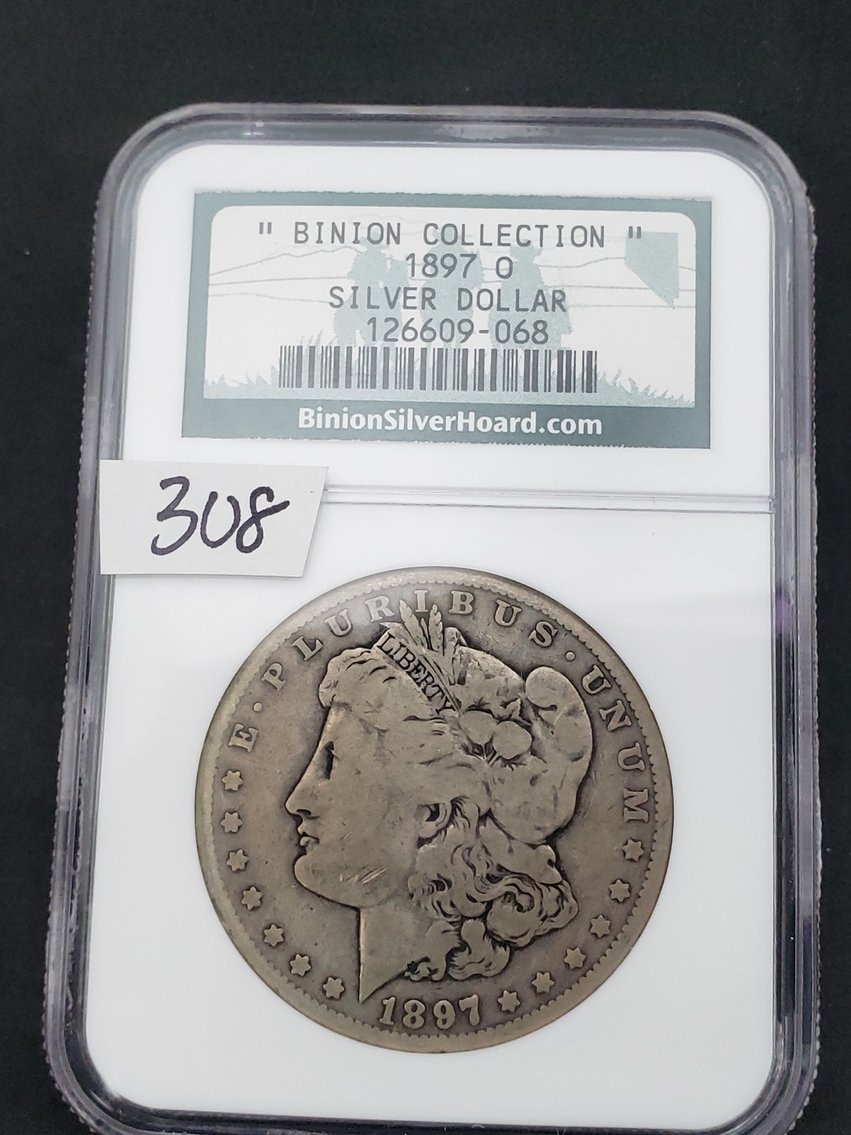 " BINION COLLECTION "
1897 O
SILVER DOLLAR
126609-068
BinionSilverHoard.com
308
E · PLURIBUS · UNUM
LIBERTY
1897